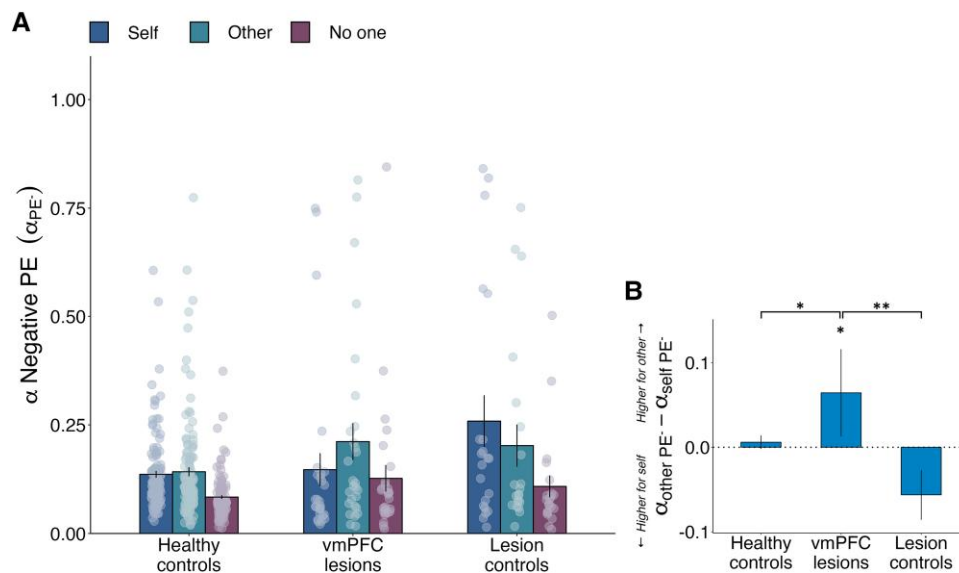 A
Self Other No one
α Negative PE (αPE-)
1.00
0.75
0.50
0.25
0.00
Healthy controls
vmPFC lesions
Lesion controls
B
* **
*
← Higher for self Higher for other →
αother PE- – αself PE-
0.1
0.0
-0.1
Healthy controls
vmPFC lesions
Lesion controls